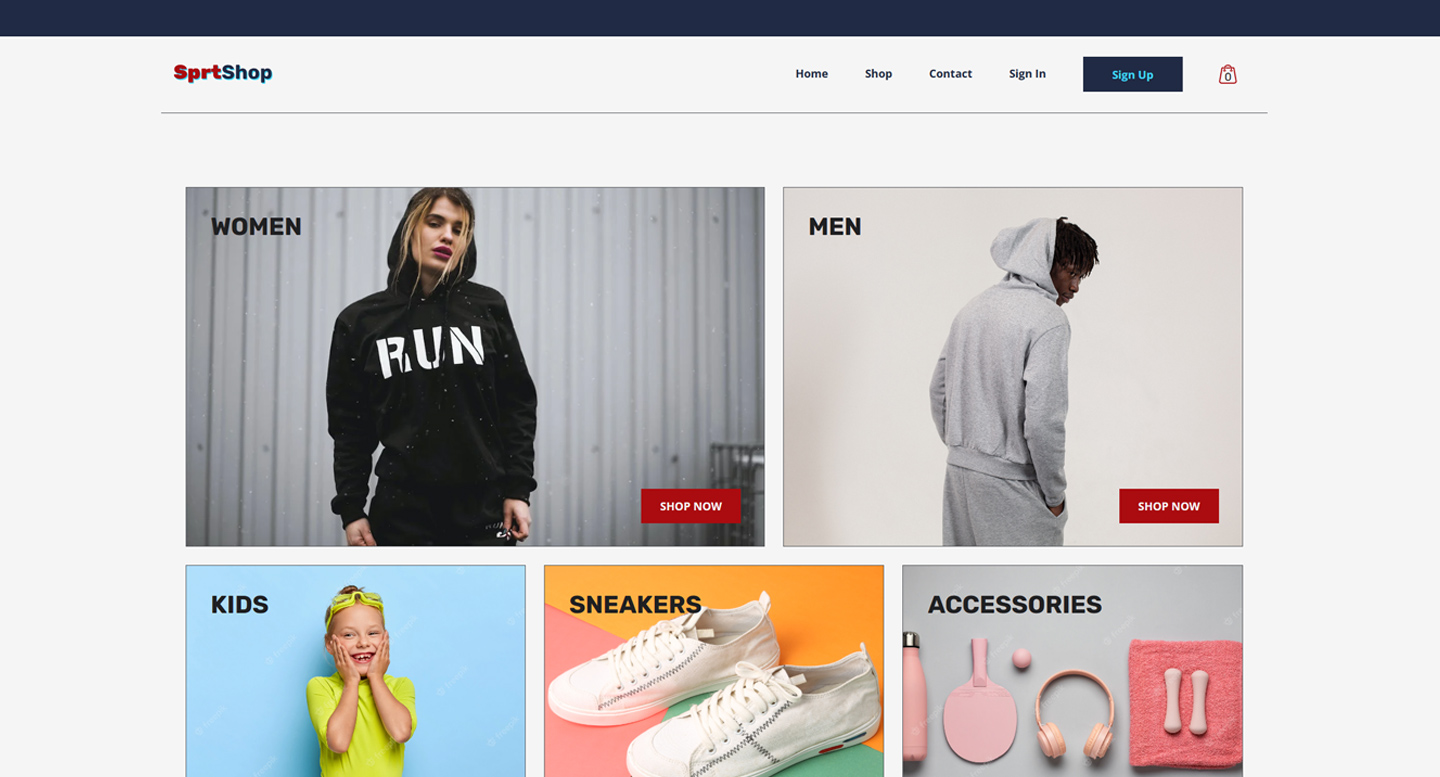 SprtShop
Home
Shop
Contact
Sign In
Sign Up
0
WOMEN
RUN
SHOP NOW
MEN
SHOP NOW
KIDS
SNEAKERS
ACCESSORIES